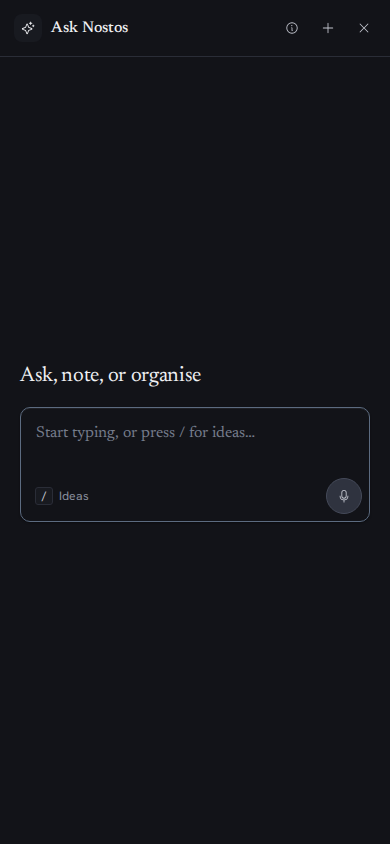 Ask Nostos
Ask, note, or organise
Start typing, or press / for ideas...
/ Ideas